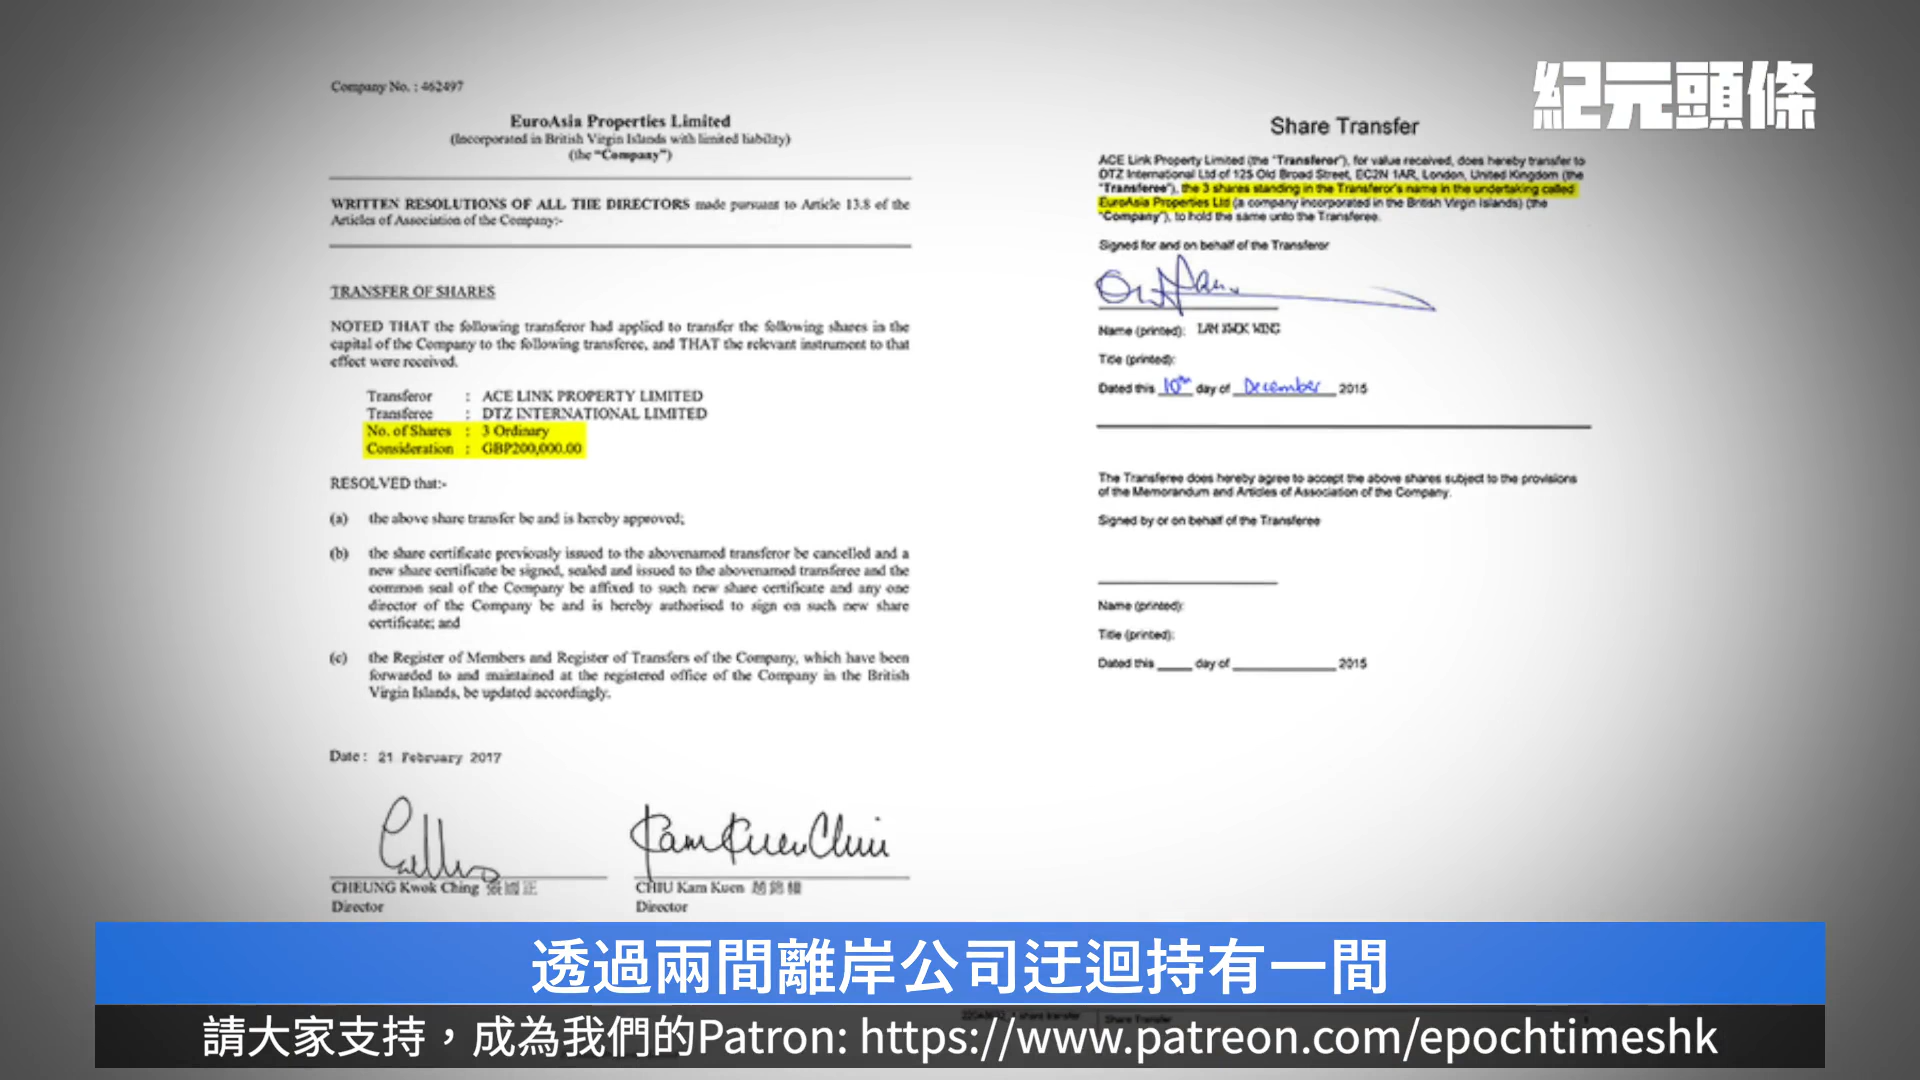 紀元頭條
Company No. : 462497
EuroAsia Properties Limited
(Incorporated in British Virgin Islands with limited liability)
(the "Company")
WRITTEN RESOLUTIONS OF ALL THE DIRECTORS made pursuant to Article 13.8 of the
Articles of Association of the Company:-
TRANSFER OF SHARES
NOTED THAT the following transferor had applied to transfer the following shares in the
capital of the Company to the following transferee, and THAT the relevant instrument to that
effect were received.
Transferor : ACE LINK PROPERTY LIMITED
Transferee : DTZ INTERNATIONAL LIMITED
No. of Shares : 3 Ordinary
Consideration : GBP200,000.00
RESOLVED that:-
(a) the above share transfer be and is hereby approved;
(b) the share certificate previously issued to the abovenamed transferor be cancelled and a
new share certificate be signed, sealed and issued to the abovenamed transferee and the
common seal of the Company be affixed to such new share certificate and any one
director of the Company be and is hereby authorised to sign on such new share
certificate; and
(c) the Register of Members and Register of Transfers of the Company, which have been
forwarded to and maintained at the registered office of the Company in the British
Virgin Islands, be updated accordingly.
Date : 21 February 2017
Kam Kuen Chiu
CHEUNG Kwok Ching 張國正
Director
CHIU Kam Kuen 趙錦權
Director
Share Transfer
ACE Link Property Limited (the "Transferor"), for value received, does hereby transfer to
DTZ International Ltd of 125 Old Broad Street, EC2N 1AR, London, United Kingdom (the
"Transferee"), the 3 shares standing in the Transferor's name in the undertaking called
EuroAsia Properties Ltd (a company incorporated in the British Virgin Islands) (the
"Company"), to hold the same unto the Transferee.
Signed for and on behalf of the Transferor
Name (printed): LAM KWOK WING
Title (printed):
Dated this 10th day of December 2015
The Transferee does hereby agree to accept the above shares subject to the provisions
of the Memorandum and Articles of Association of the Company.
Signed by or on behalf of the Transferee
Name (printed):
Title (printed):
Dated this _____ day of _____________ 2015
透過兩間離岸公司迂迴持有一間
Share Transfer
請大家支持，成為我們的Patron: https://www.patreon.com/epochtimeshk